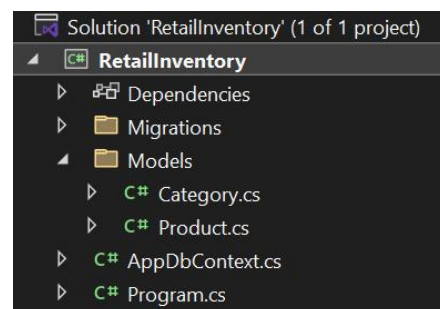 Solution 'RetailInventory' (1 of 1 project)
C# RetailInventory
Dependencies
Migrations
Models
C# Category.cs
C# Product.cs
C# AppDbContext.cs
C# Program.cs